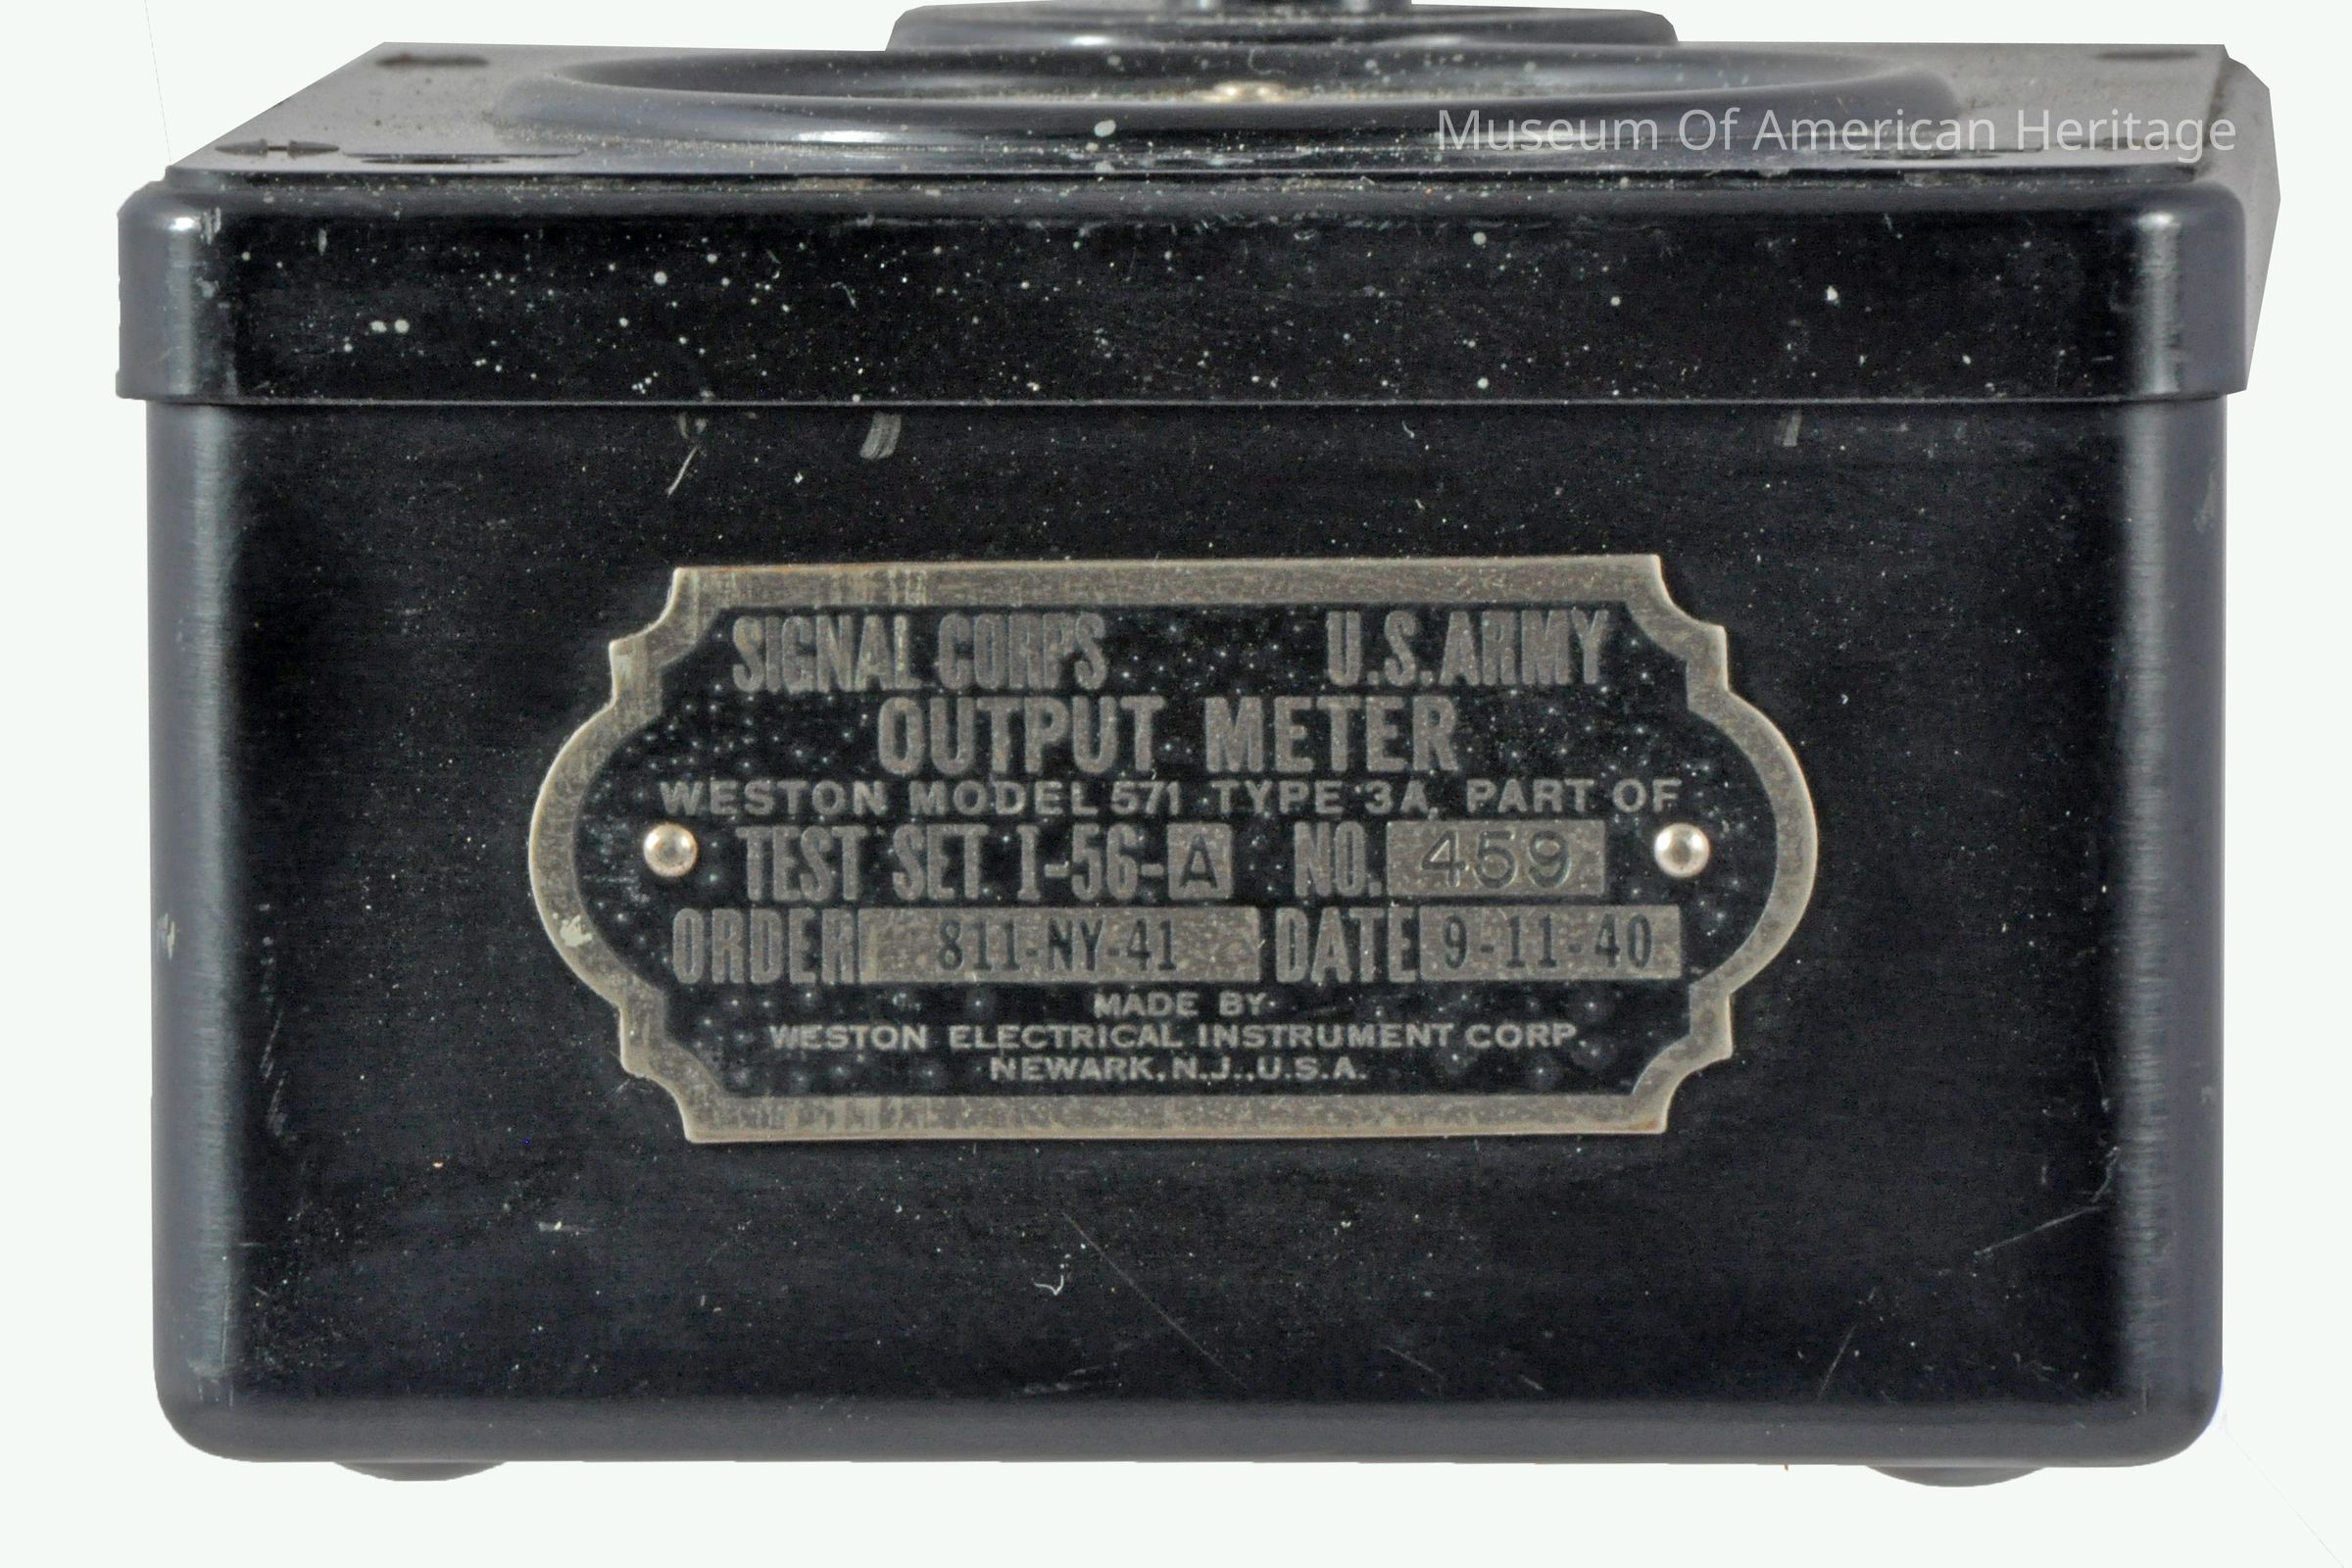 Museum Of American Heritage
SIGNAL CORPS U.S. ARMY
OUTPUT METER
WESTON MODEL 571 TYPE 3A, PART OF
TEST SET I-56-A NO. 459
ORDER 811-NY-41 DATE 9-11-40
MADE BY
WESTON ELECTRICAL INSTRUMENT CORP.
NEWARK, N.J., U.S.A.